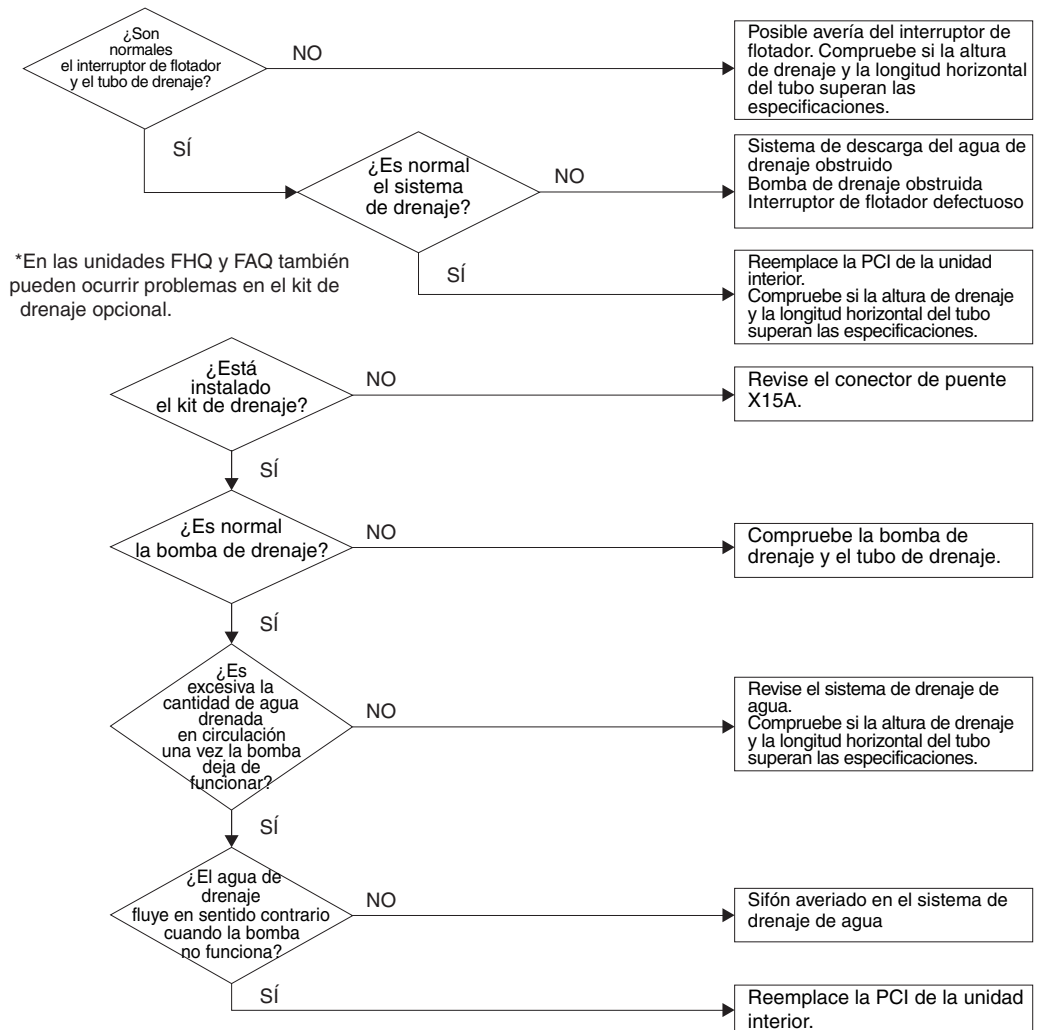 ¿Son
normales
el interruptor de flotador
y el tubo de drenaje?
NO
Posible avería del interruptor de
flotador. Compruebe si la altura
de drenaje y la longitud horizontal
del tubo superan las
especificaciones.
SÍ
¿Es normal
el sistema
de drenaje?
NO
Sistema de descarga del agua de
drenaje obstruido
Bomba de drenaje obstruida
Interruptor de flotador defectuoso
SÍ
Reemplace la PCI de la unidad
interior.
Compruebe si la altura de drenaje
y la longitud horizontal del tubo
superan las especificaciones.
*En las unidades FHQ y FAQ también
pueden ocurrir problemas en el kit de
drenaje opcional.
¿Está
instalado
el kit de drenaje?
NO
Revise el conector de puente
X15A.
SÍ
¿Es normal
la bomba de drenaje?
NO
Compruebe la bomba de
drenaje y el tubo de drenaje.
SÍ
¿Es
excesiva la
cantidad de agua
drenada
en circulación
una vez la bomba
deja de
funcionar?
NO
Revise el sistema de drenaje de
agua.
Compruebe si la altura de drenaje
y la longitud horizontal del tubo
superan las especificaciones.
SÍ
¿El agua de
drenaje
fluye en sentido contrario
cuando la bomba
no funciona?
NO
Sifón averiado en el sistema de
drenaje de agua
SÍ
Reemplace la PCI de la unidad
interior.